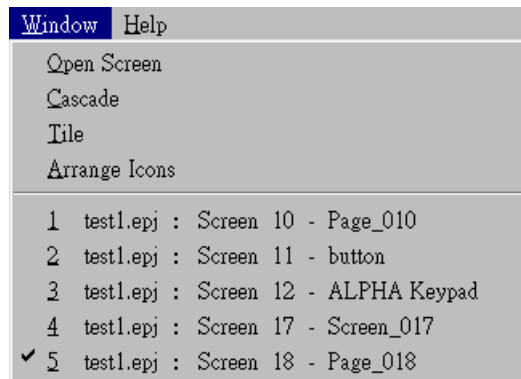 Window Help
Open Screen
Cascade
Tile
Arrange Icons
1 test1.epj : Screen 10 - Page_010
2 test1.epj : Screen 11 - button
3 test1.epj : Screen 12 - ALPHA Keypad
4 test1.epj : Screen 17 - Screen_017
✓ 5 test1.epj : Screen 18 - Page_018